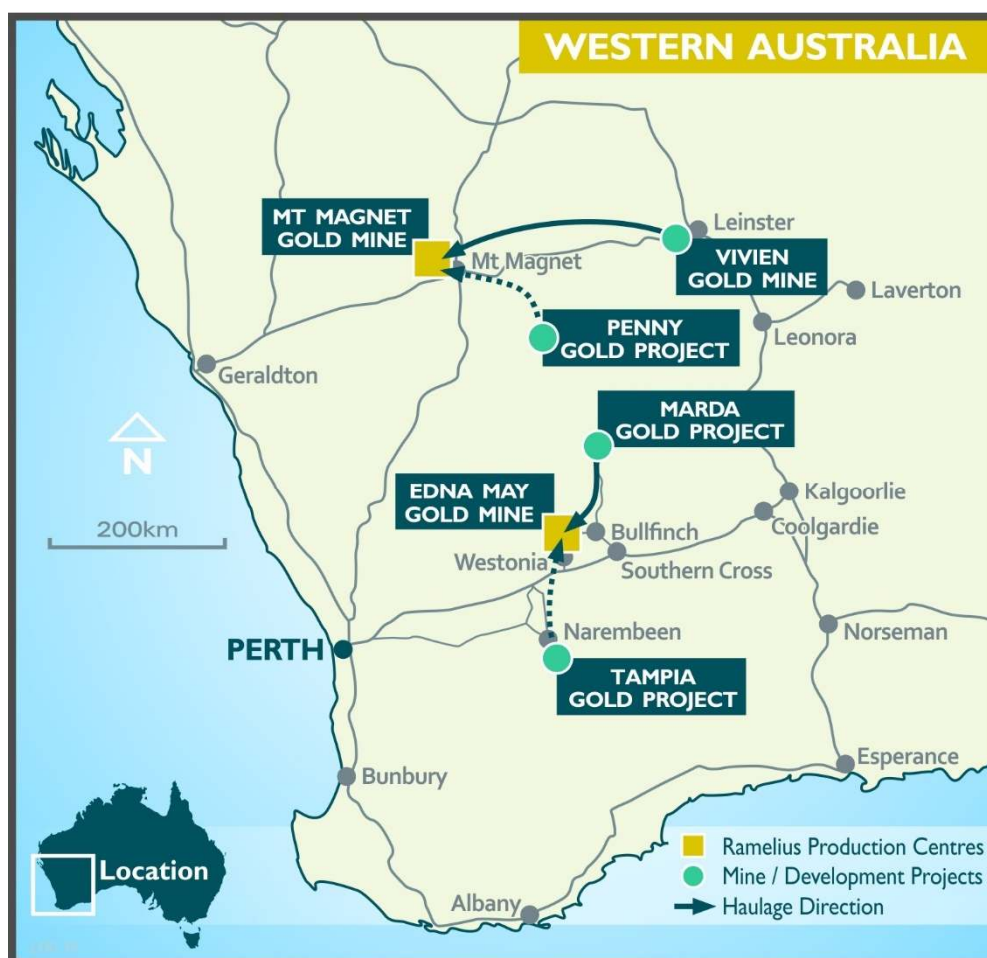 WESTERN AUSTRALIA
MT MAGNET
GOLD MINE
Mt Magnet
Leinster
VIVIEN
GOLD MINE
Laverton
Leonora
PENNY
GOLD PROJECT
Geraldton
MARDA
GOLD PROJECT
N
200km
EDNA MAY
GOLD MINE
Kalgoorlie
Coolgardie
Bullfinch
Westonia
Southern Cross
PERTH
Narembeen
Norseman
TAMPIA
GOLD PROJECT
Bunbury
Esperance
Location
Albany
Ramelius Production Centres
Mine / Development Projects
Haulage Direction